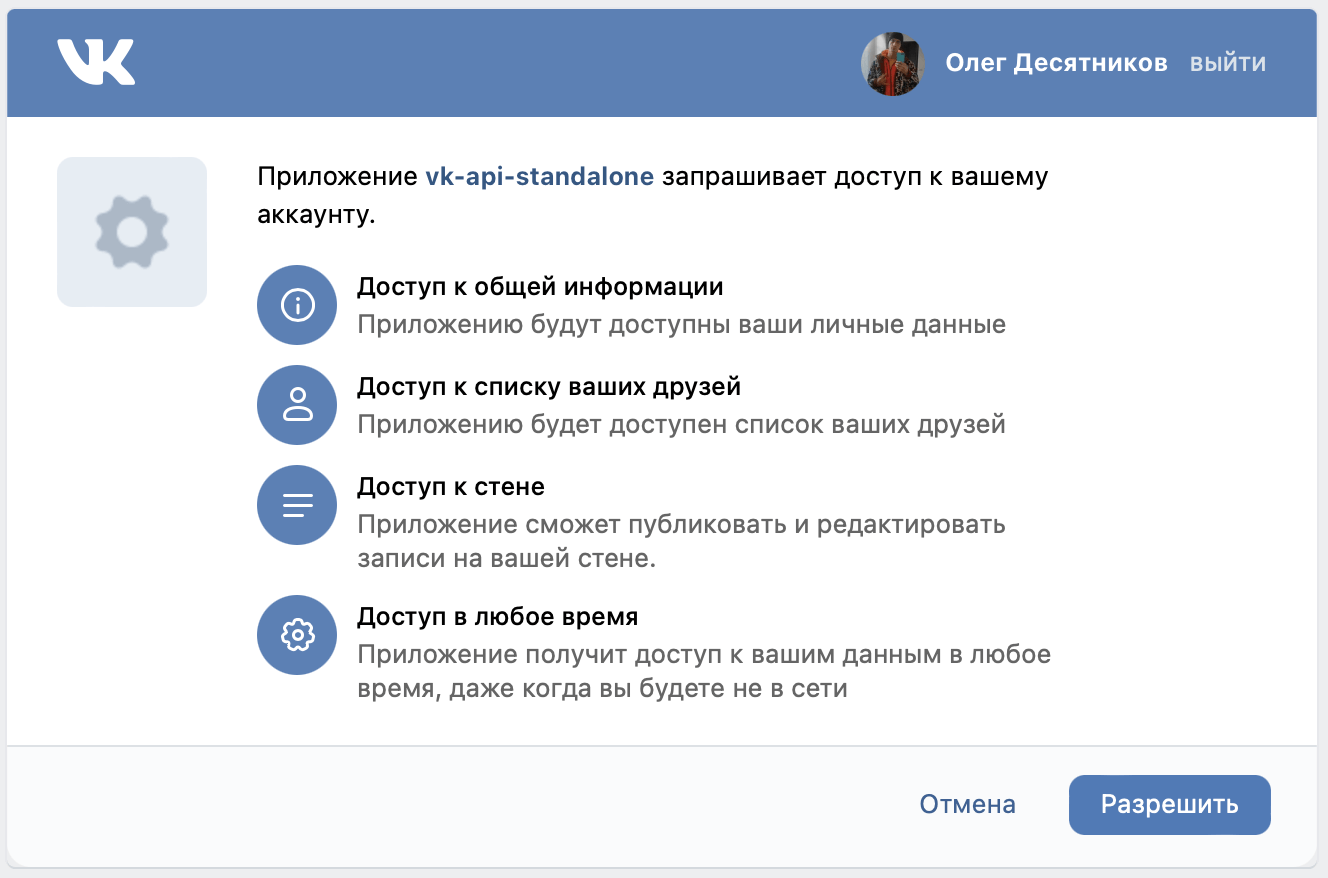 VK
Олег Десятников выйти
Приложение vk-api-standalone запрашивает доступ к вашему
аккаунту.
Доступ к общей информации
Приложению будут доступны ваши личные данные
Доступ к списку ваших друзей
Приложению будет доступен список ваших друзей
Доступ к стене
Приложение сможет публиковать и редактировать
записи на вашей стене.
Доступ в любое время
Приложение получит доступ к вашим данным в любое
время, даже когда вы будете не в сети
Отмена Разрешить